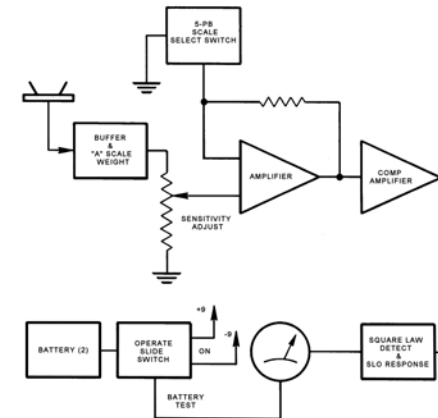 5-PB
SCALE
SELECT SWITCH
BUFFER
&
"A" SCALE
WEIGHT
AMPLIFIER
COMP
AMPLIFIER
SENSITIVITY
ADJUST
+9
-9
BATTERY (2)
OPERATE
SLIDE
SWITCH
ON
SQUARE LAW
DETECT
&
SLO RESPONSE
BATTERY
TEST